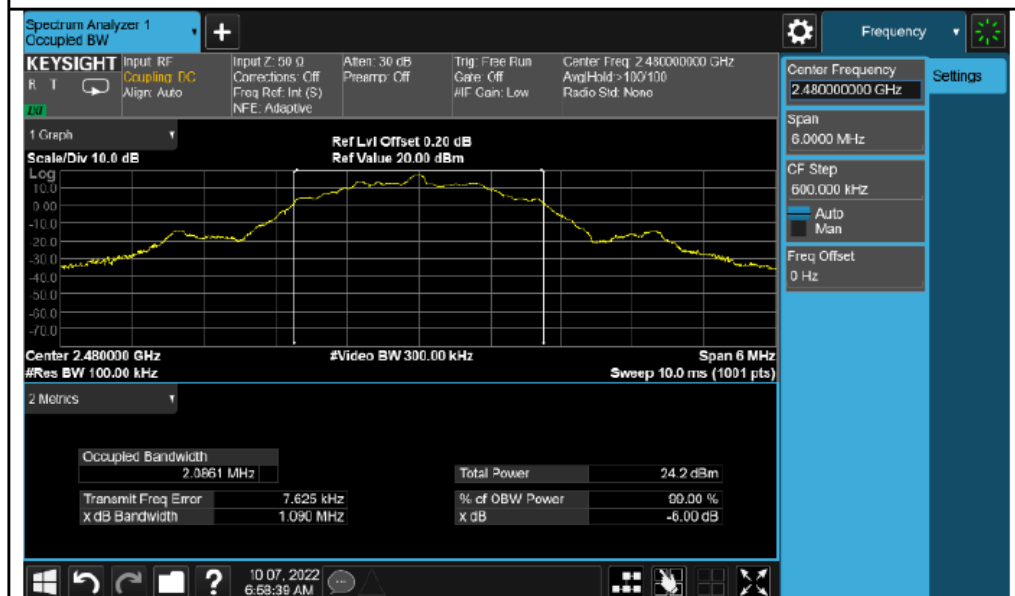 Spectrum Analyzer 1
Occupied BW
+
Frequency
KEYSIGHT
R T
Input: RF
Coupling: DC
Align: Auto
Input Z: 50 Ω
Corrections: Off
Freq Ref: Int (S)
NFE: Adaptive
Atten: 30 dB
Preamp: Off
Trig: Free Run
Gate: Off
#IF Gain: Low
Center Freq: 2.480000000 GHz
Avg|Hold:>100/100
Radio Std: None
1 Graph
Scale/Div 10.0 dB
Ref Lvl Offset 0.20 dB
Ref Value 20.00 dBm
Log
10.0
0.00
-10.0
-20.0
-30.0
-40.0
-50.0
-60.0
-70.0
Center 2.480000 GHz
#Video BW 300.00 kHz
Span 6 MHz
#Res BW 100.00 kHz
Sweep 10.0 ms (1001 pts)
2 Metrics
Occupied Bandwidth
2.0861 MHz
Total Power 24.2 dBm
Transmit Freq Error 7.625 kHz
% of OBW Power 99.00 %
x dB Bandwidth 1.090 MHz
x dB -6.00 dB
Center Frequency
2.480000000 GHz
Settings
Span
6.0000 MHz
CF Step
600.000 kHz
Auto
Man
Freq Offset
0 Hz
?
10 07, 2022
6:58:39 AM